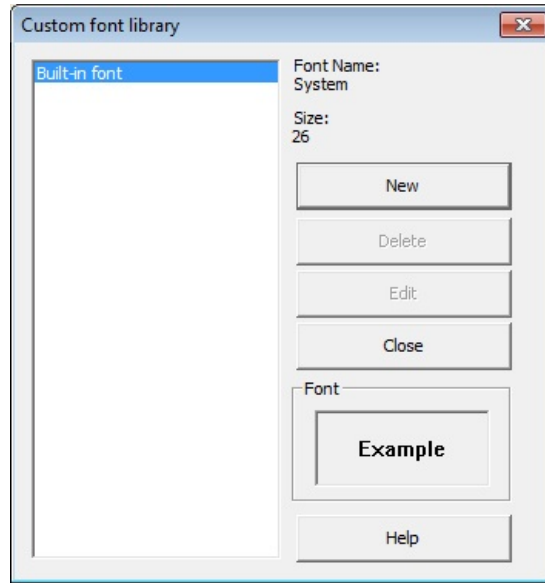 Custom font library
Built-in font
Font Name:
System
Size:
26
New
Delete
Edit
Close
Font
Example
Help